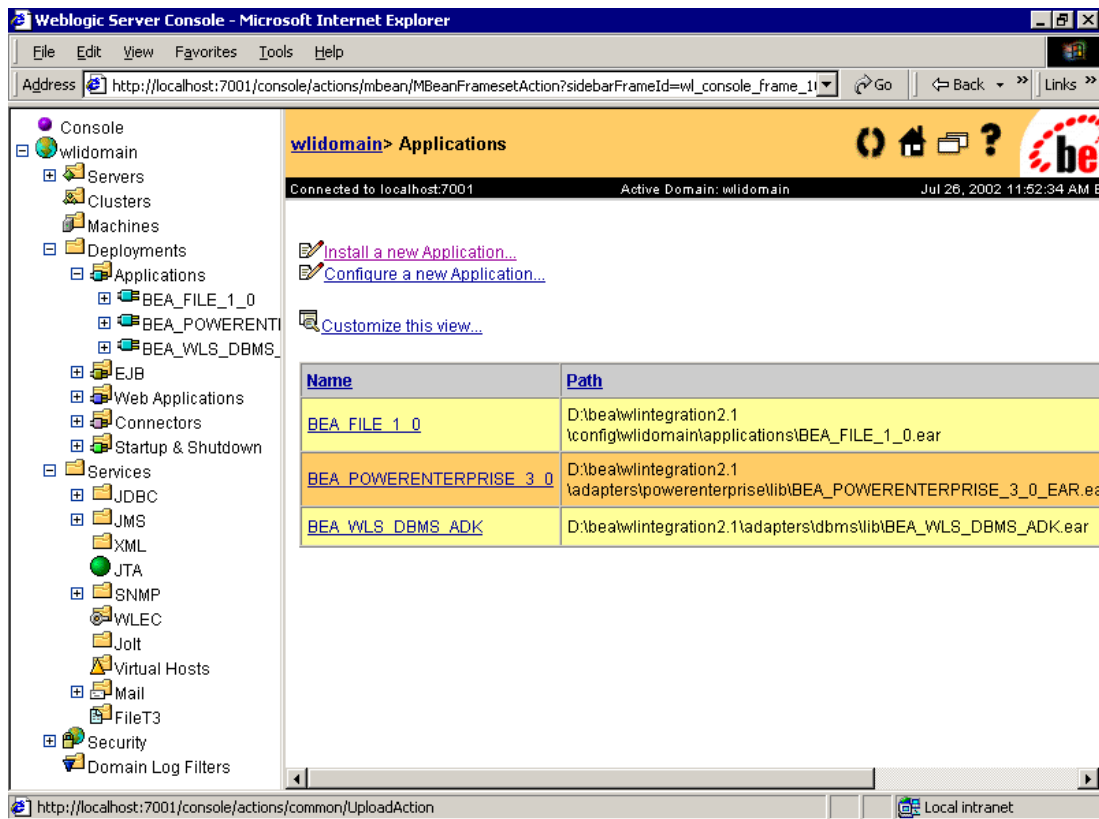 Weblogic Server Console - Microsoft Internet Explorer
File Edit View Favorites Tools Help
Address http://localhost:7001/console/actions/mbean/MBeanFramesetAction?sidebarFrameId=wl_console_frame_1 Go Back » Links »
Console
wlidomain
Servers
Clusters
Machines
Deployments
Applications
BEA_FILE_1_0
BEA_POWERENT
BEA_WLS_DBMS_
EJB
Web Applications
Connectors
Startup & Shutdown
Services
JDBC
JMS
XML
JTA
SNMP
WLEC
Jolt
Virtual Hosts
Mail
FileT3
Security
Domain Log Filters
wlidomain> Applications
?
be
Connected to localhost:7001 Active Domain: wlidomain Jul 26, 2002 11:52:34 AM
Install a new Application...
Configure a new Application...
Customize this view...
Name Path
BEA_FILE_1_0 D:\bea\wlintegration2.1
\config\wlidomain\applications\BEA_FILE_1_0.ear
BEA_POWERENTERPRISE_3_0 D:\bea\wlintegration2.1
\adapters\powerenterprise\lib\BEA_POWERENTERPRISE_3_0_EAR.ea
BEA_WLS_DBMS_ADK D:\bea\wlintegration2.1\adapters\dbms\lib\BEA_WLS_DBMS_ADK.ear
http://localhost:7001/console/actions/common/UploadAction Local intranet